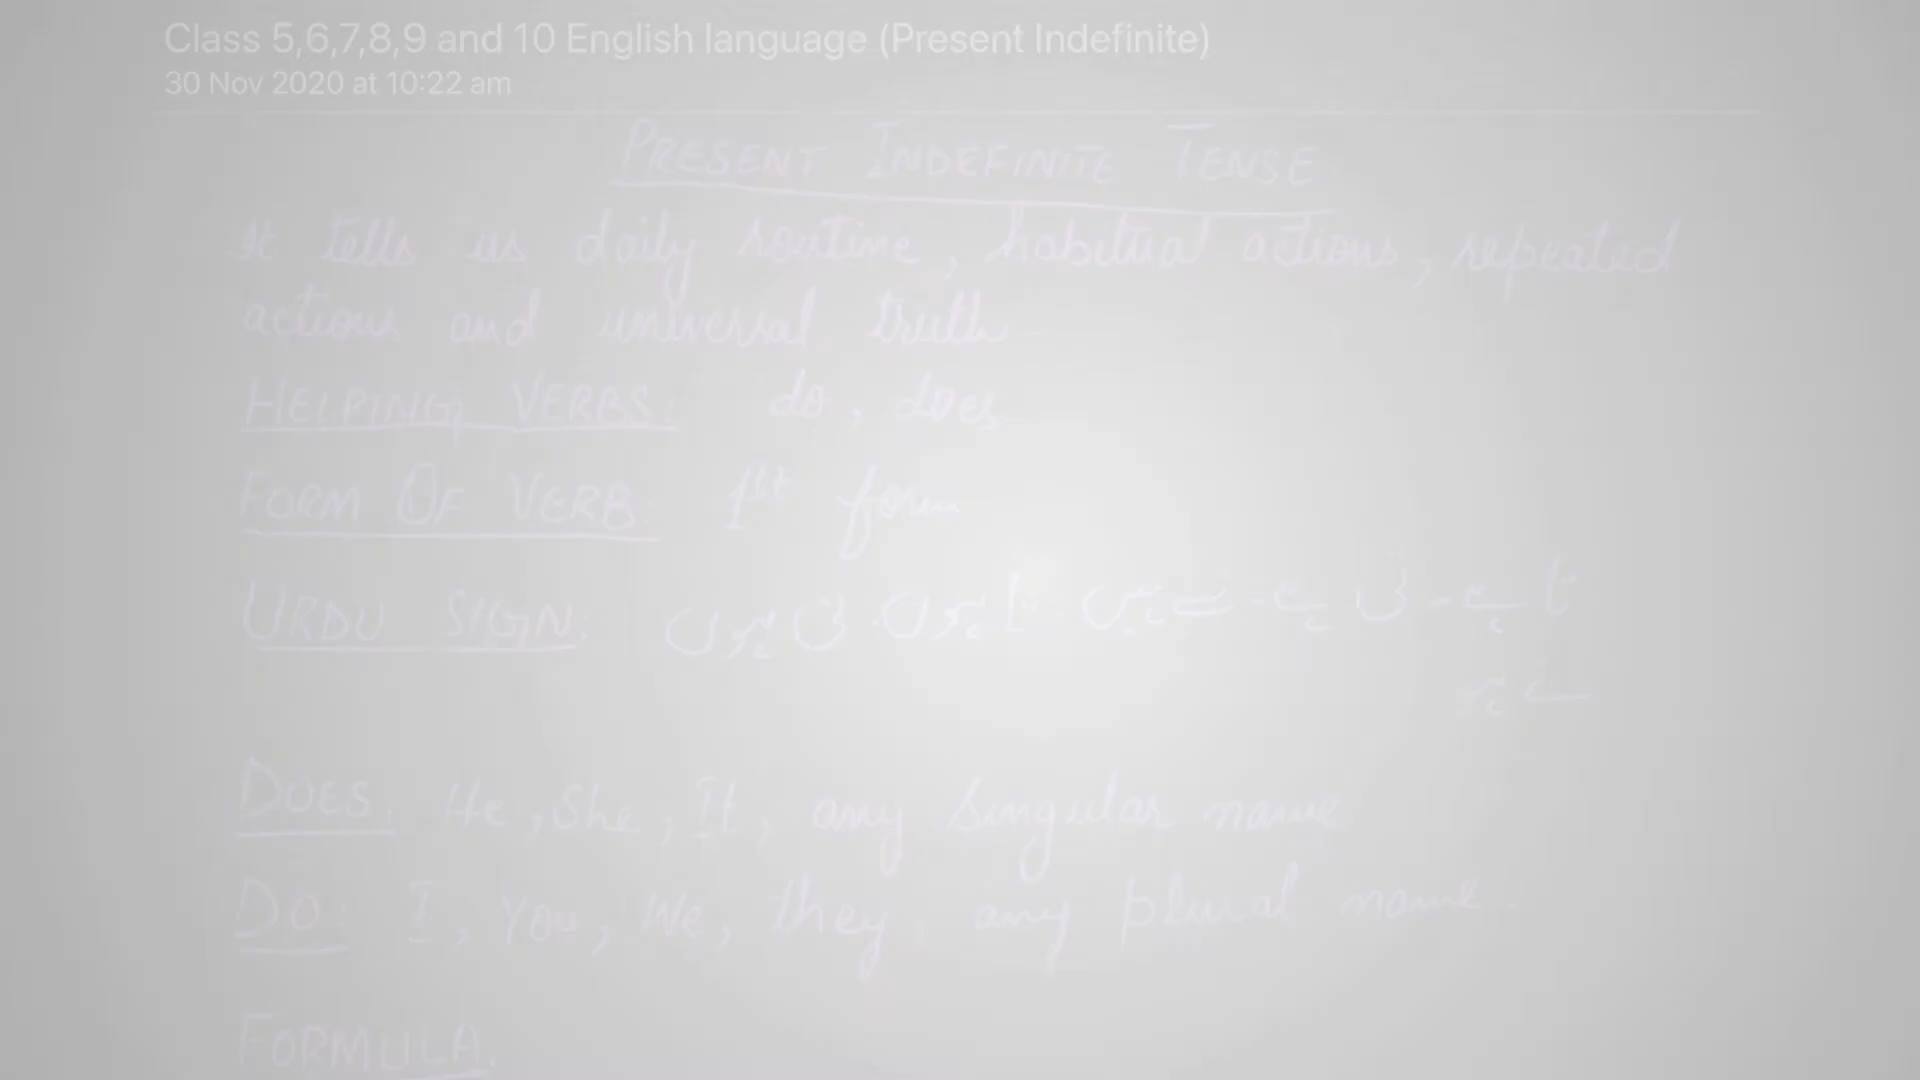 Class 5,6,7,8,9 and 10 English language (Present Indefinite)
30 Nov 2020 at 10:22 am
PRESENT INDEFINITE TENSE
It tells us daily routine, habitual actions, repeated
actions and universal truth
HELPING VERBS: do, does
FORM OF VERB 1st form
URDU SIGN:
DOES: He, She, It, any singular name
DO: I, You, We, they, any plural name.
FORMULA.